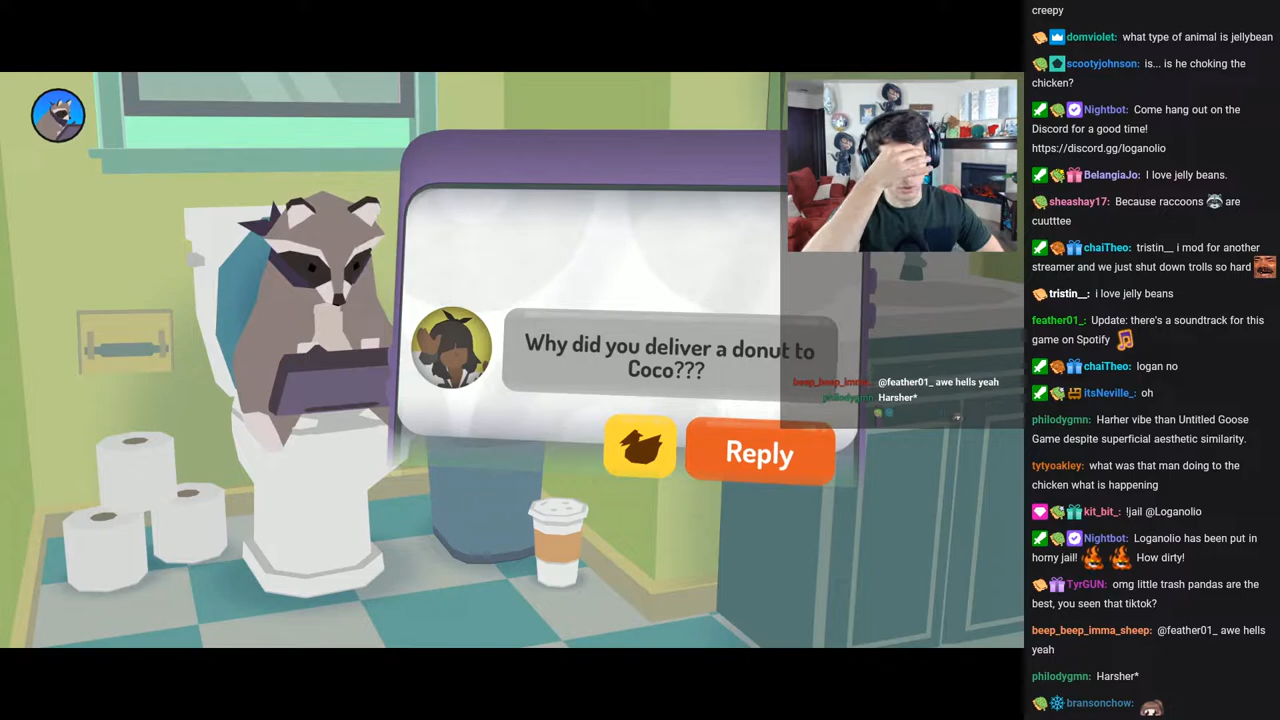 Why did you deliver a donut to
Coco???
Reply
beep_beep_imma_ @feather01_ awe hells yeah
philodygmn Harsher*
creepy
domviolet: what type of animal is jellybean
scootyjohnson: is... is he choking the
chicken?
Nightbot: Come hang out on the
Discord for a good time!
https://discord.gg/loganolio
BelangiaJo: I love jelly beans.
sheashay17: Because raccoons are
cuutttee
chaiTheo: tristin__ i mod for another
streamer and we just shut down trolls so hard
tristin__: i love jelly beans
feather01_: Update: there's a soundtrack for this
game on Spotify
chaiTheo: logan no
itsNeville_: oh
philodygmn: Harher vibe than Untitled Goose
Game despite superficial aesthetic similarity.
tytyoakley: what was that man doing to the
chicken what is happening
kit_bit_: !jail @Loganolio
Nightbot: Loganolio has been put in
horny jail! How dirty!
TyrGUN: omg little trash pandas are the
best, you seen that tiktok?
beep_beep_imma_sheep: @feather01_ awe hells
yeah
philodygmn: Harsher*
bransonchow: